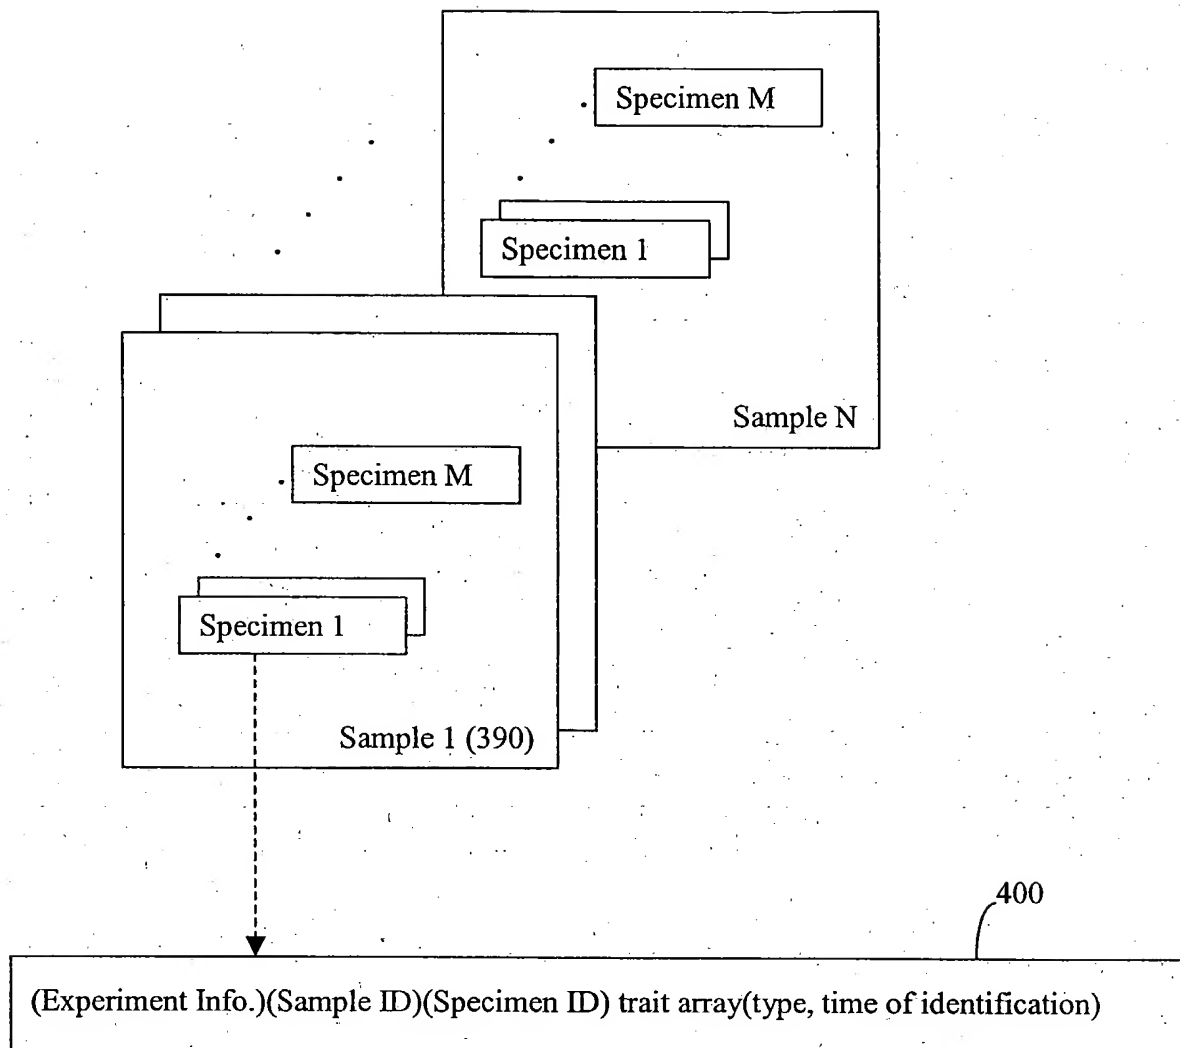 Specimen M
Specimen 1
Sample N
Specimen M
Specimen 1
Sample 1 (390)
400
(Experiment Info.)(Sample ID)(Specimen ID) trait array(type, time of identification)